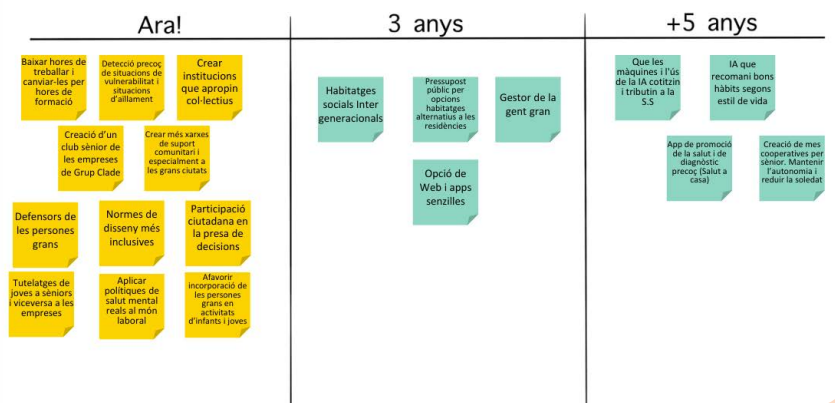 Ara!
3 anys
+5 anys
Baixar hores de
treballar i
canviar-les per
hores de
formació
Detecció precoç
de situacions de
vulnerabilitat i
situacions
d'aïllament
Crear
institucions
que apropin
col·lectius
Creació d'un
club sènior de
les empreses
de Grup Clade
Crear més xarxes
de suport
comunitari i
especialment a
les grans ciutats
Defensors de
les persones
grans
Normes de
disseny més
inclusives
Participació
ciutadana en
la presa de
decisions
Tutelatges de
joves a sèniors
i viceversa a les
empreses
Aplicar
polítiques de
salut mental
reals al món
laboral
Afavorir
incorporació de
les persones
grans en
activitats
d'infants i joves
Habitatges
socials Inter
generacionals
Pressupost
públic per
opcions
habitatges
alternatius a les
residències
Gestor de la
gent gran
Opció de
Web i apps
senzilles
Que les
màquines i l'ús
de la IA cotitzin
i tributin a la
S.S
IA que
recomani bons
hàbits segons
estil de vida
App de promoció
de la salut i de
diagnòstic
precoç (Salut a
casa)
Creació de mes
cooperatives per
sènior. Mantenir
l'autonomia i
reduir la soledat